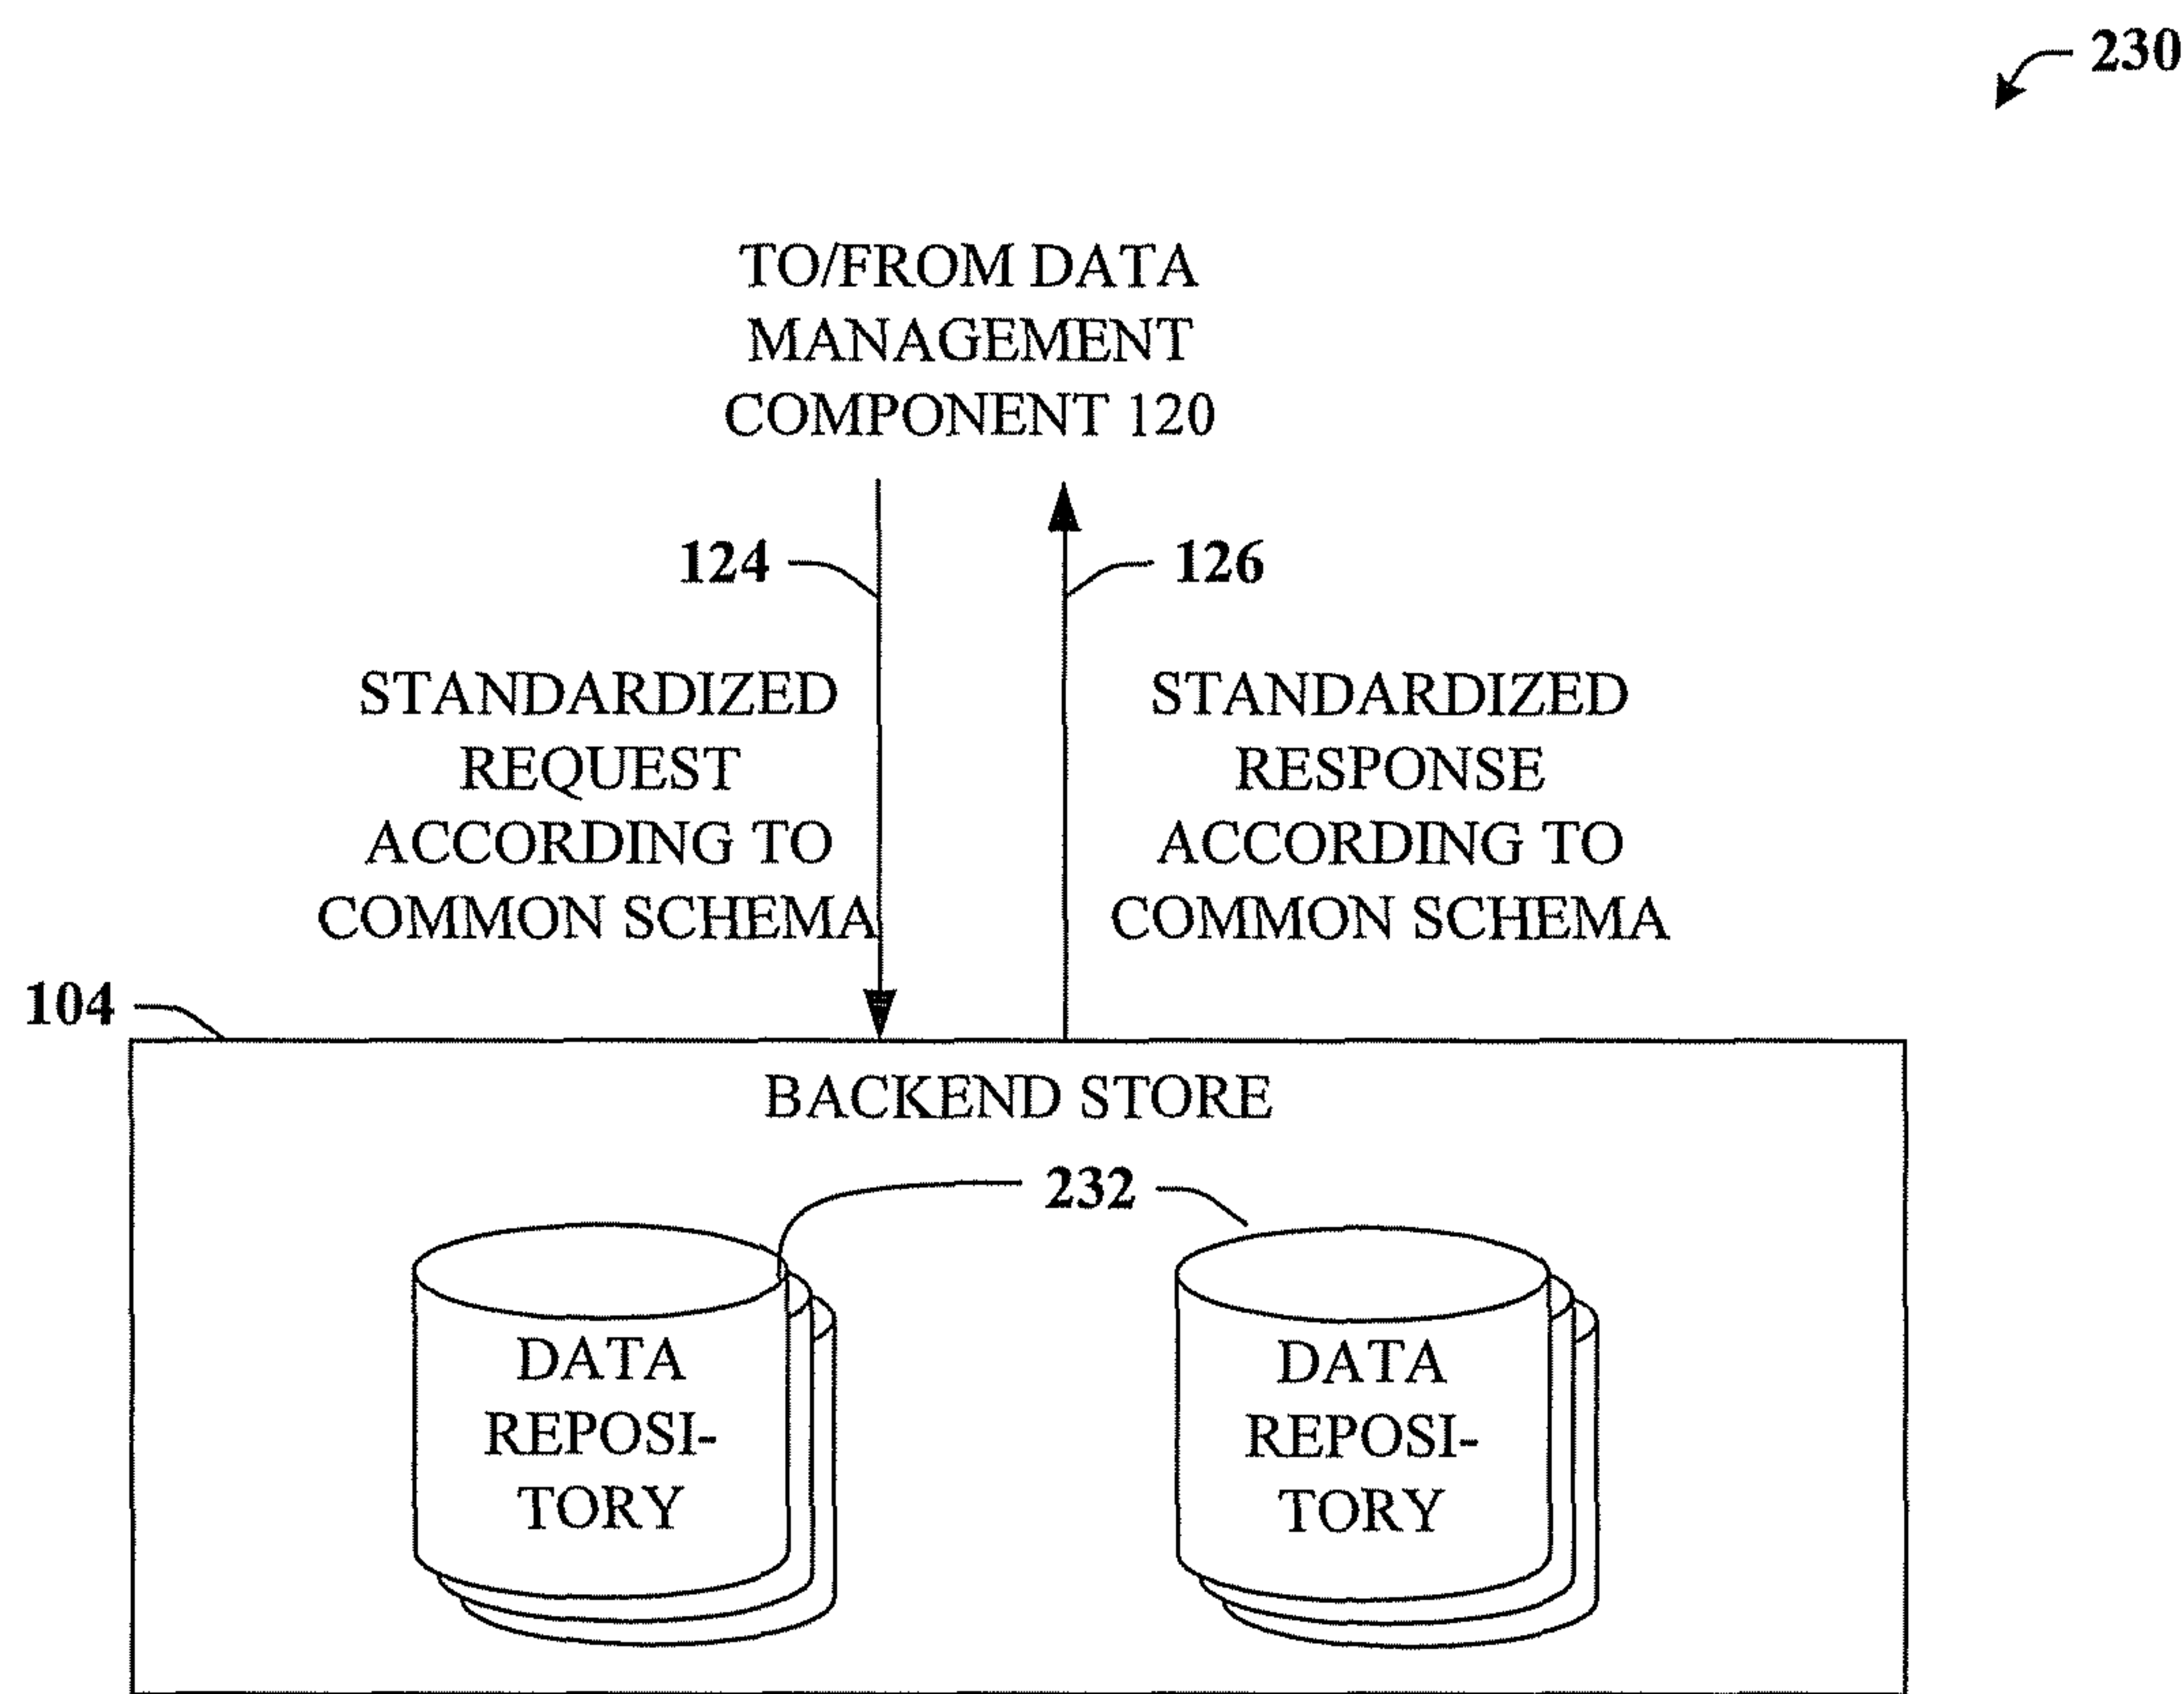 230
TO/FROM DATA
MANAGEMENT
COMPONENT 120
124
126
STANDARDIZED
REQUEST
ACCORDING TO
COMMON SCHEMA
STANDARDIZED
RESPONSE
ACCORDING TO
COMMON SCHEMA
104
BACKEND STORE
232
DATA
REPOSI-
TORY
DATA
REPOSI-
TORY